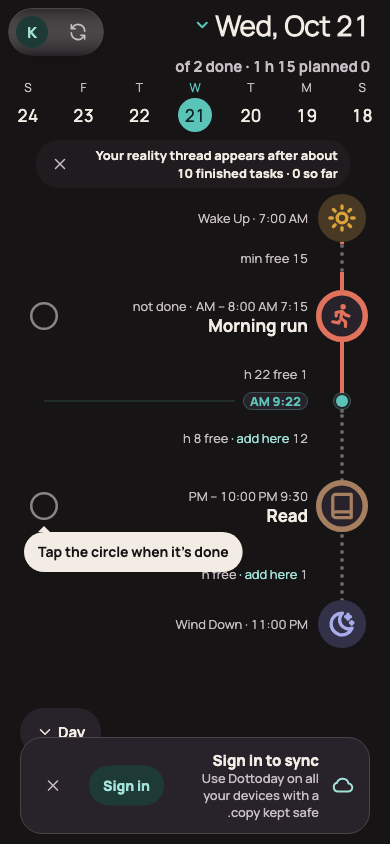 K
Wed, Oct 21
of 2 done · 1 h 15 planned 0
S F T W T M S
24 23 22 21 20 19 18
Your reality thread appears after about
10 finished tasks · 0 so far
Wake Up · 7:00 AM
min free 15
not done · AM – 8:00 AM 7:15
Morning run
h 22 free 1
AM 9:22
h 8 free · add here 12
PM – 10:00 PM 9:30
Read
Tap the circle when it's done
h free · add here 1
Wind Down · 11:00 PM
Day
Sign in to sync
Use Dottoday on all
your devices with a
.copy kept safe
Sign in